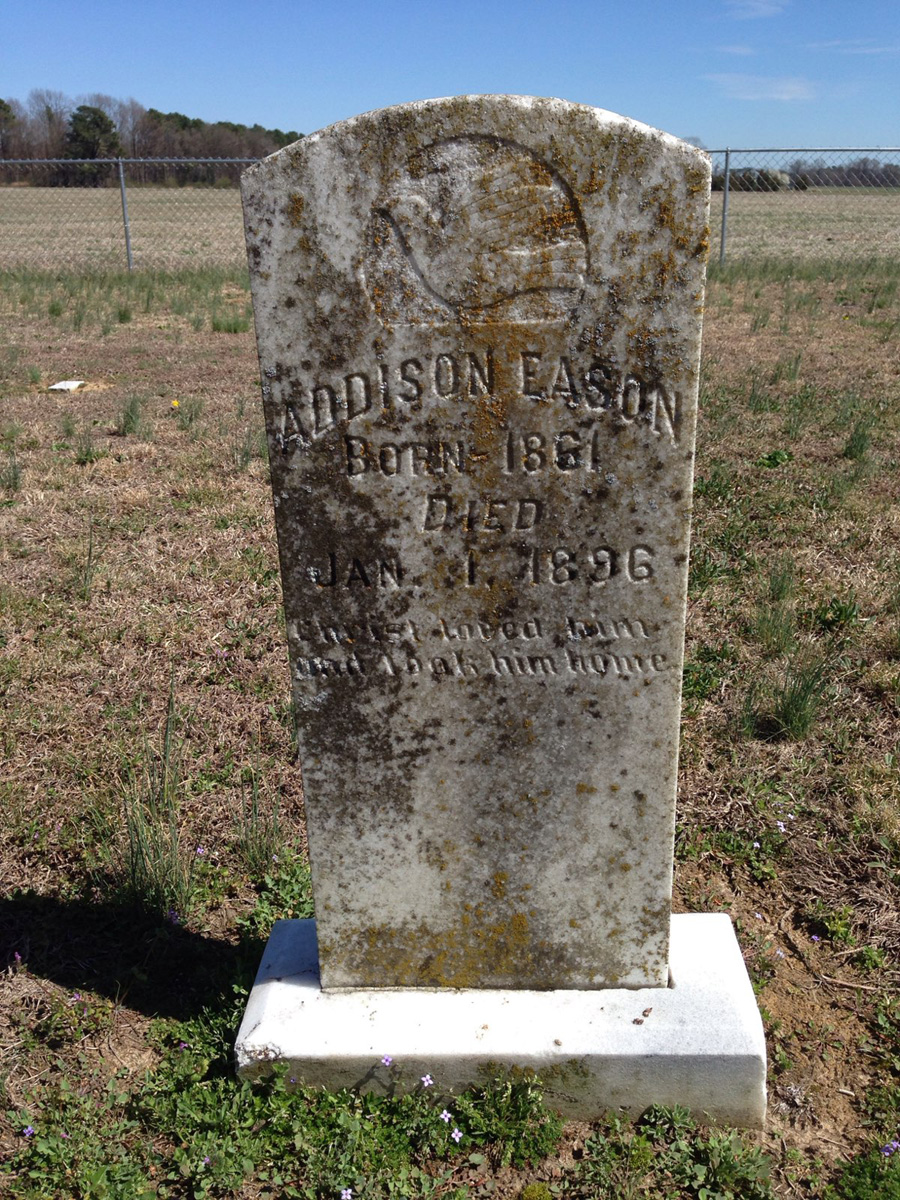 ADDISON EASON
BORN 1861
DIED
JAN. 1. 1896
Christ loved him
and took him home